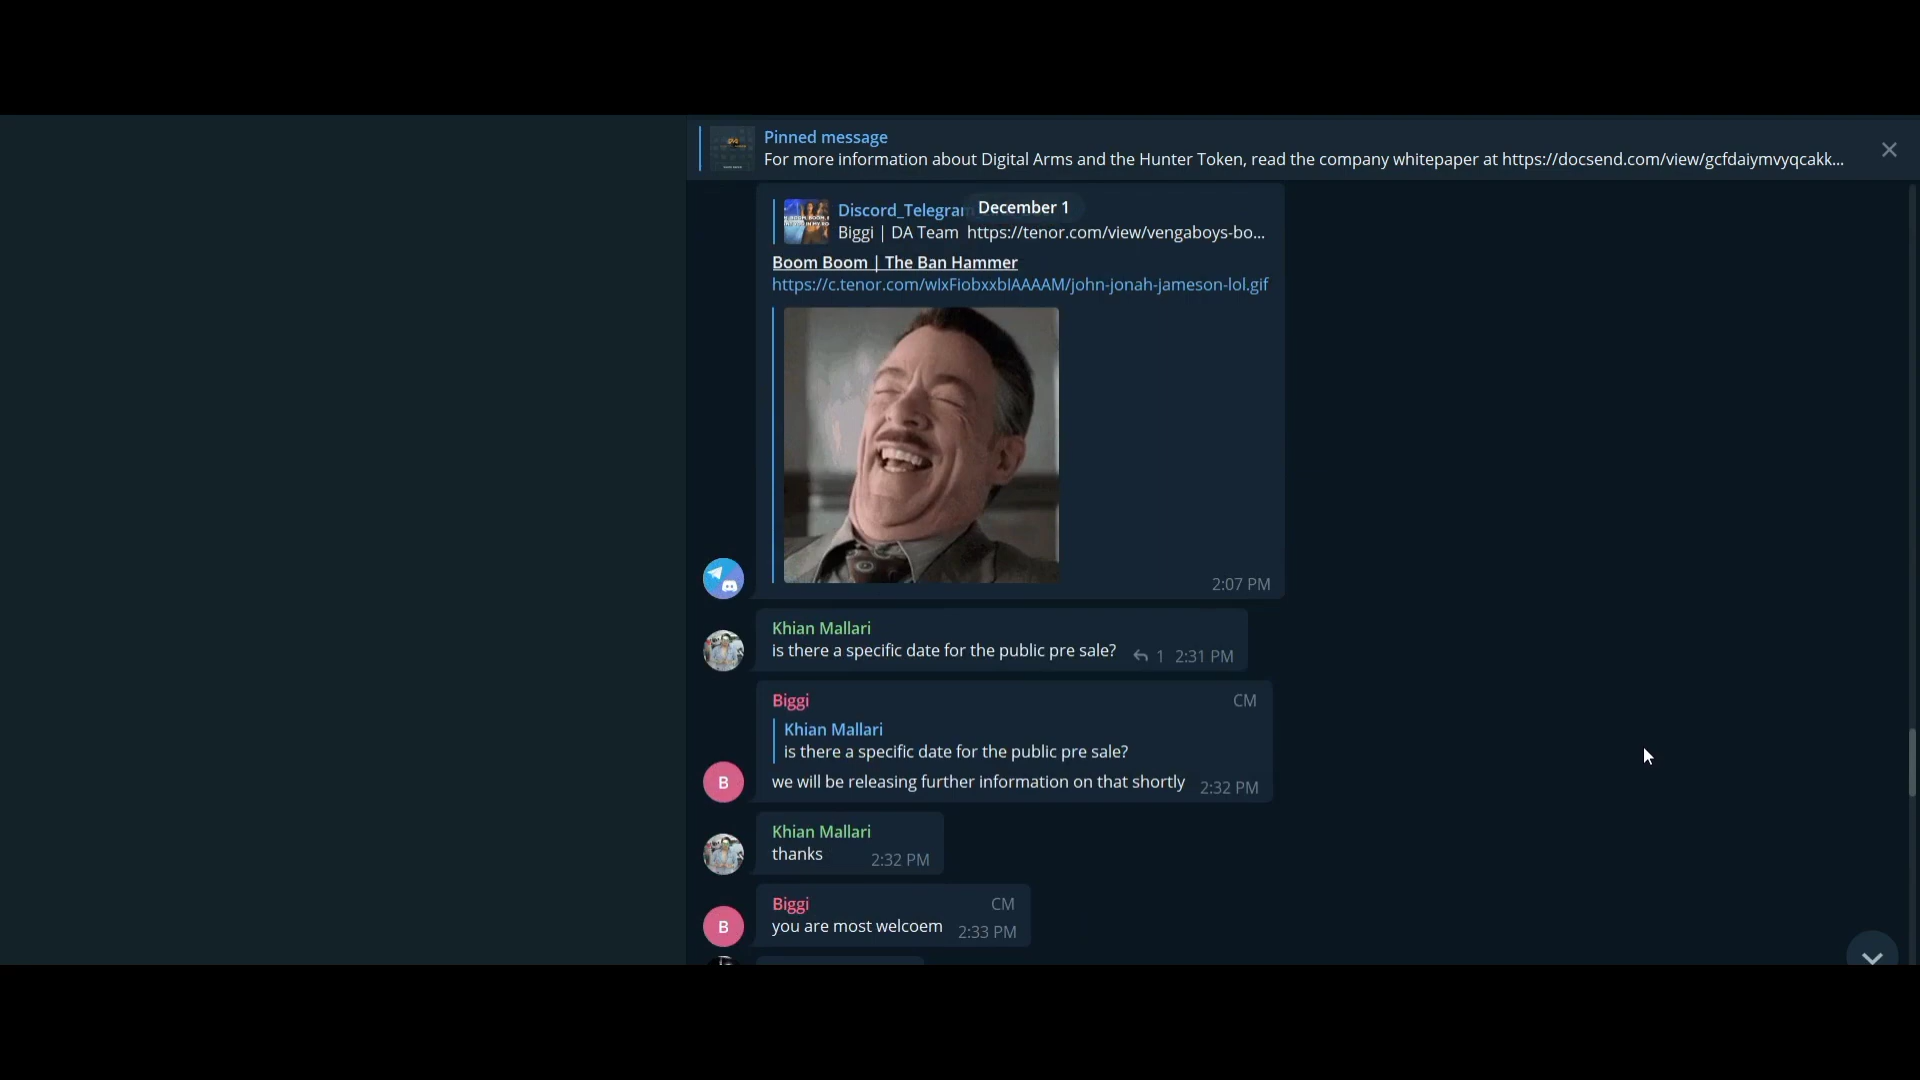 Pinned message
For more information about Digital Arms and the Hunter Token, read the company whitepaper at https://docsend.com/view/gcfdaiymvyqcakk...
December 1
Discord_Telegram
Biggi | DA Team https://tenor.com/view/vengaboys-bo...
Boom Boom | The Ban Hammer
https://c.tenor.com/wIxFiobxxbIAAAAM/john-jonah-jameson-lol.gif
2:07 PM
Khian Mallari
is there a specific date for the public pre sale? 1 2:31 PM
Biggi CM
Khian Mallari
is there a specific date for the public pre sale?
B
we will be releasing further information on that shortly 2:32 PM
Khian Mallari
thanks 2:32 PM
Biggi CM
B
you are most welcoem 2:33 PM